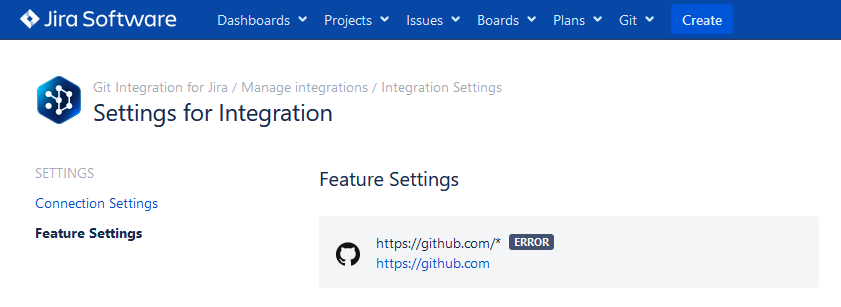 Jira Software Dashboards Projects Issues Boards Plans Git Create
Git Integration for Jira / Manage integrations / Integration Settings
Settings for Integration
SETTINGS
Connection Settings
Feature Settings
Feature Settings
https://github.com/* ERROR
https://github.com